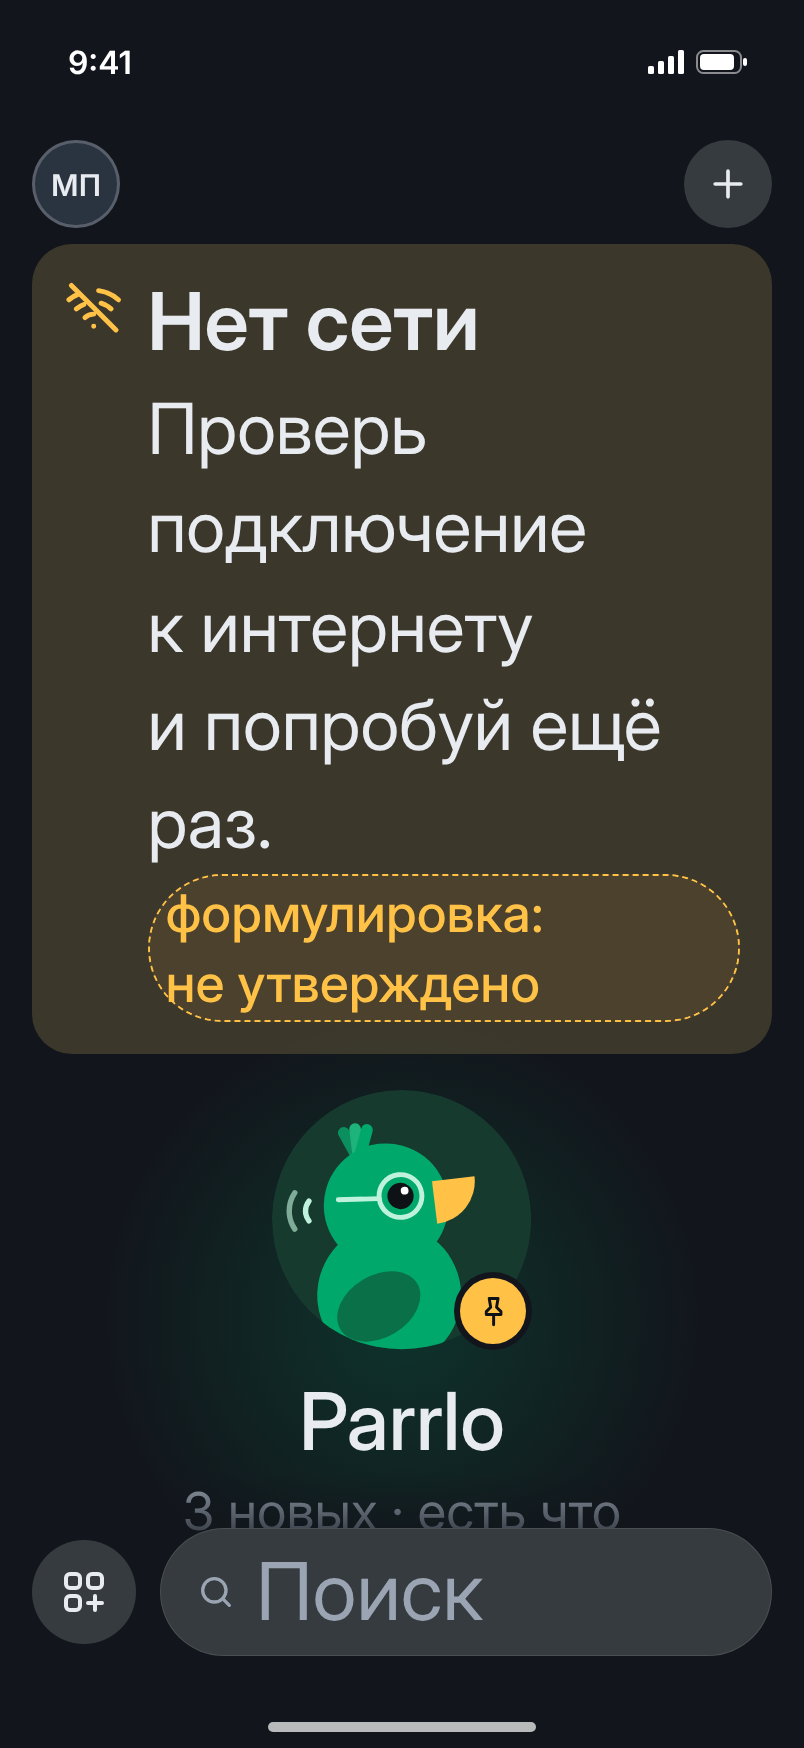 9:41
МП
Нет сети
Проверь
подключение
к интернету
и попробуй ещё
раз.
формулировка:
не утверждено
Parrlo
3 новых · есть что
Поиск